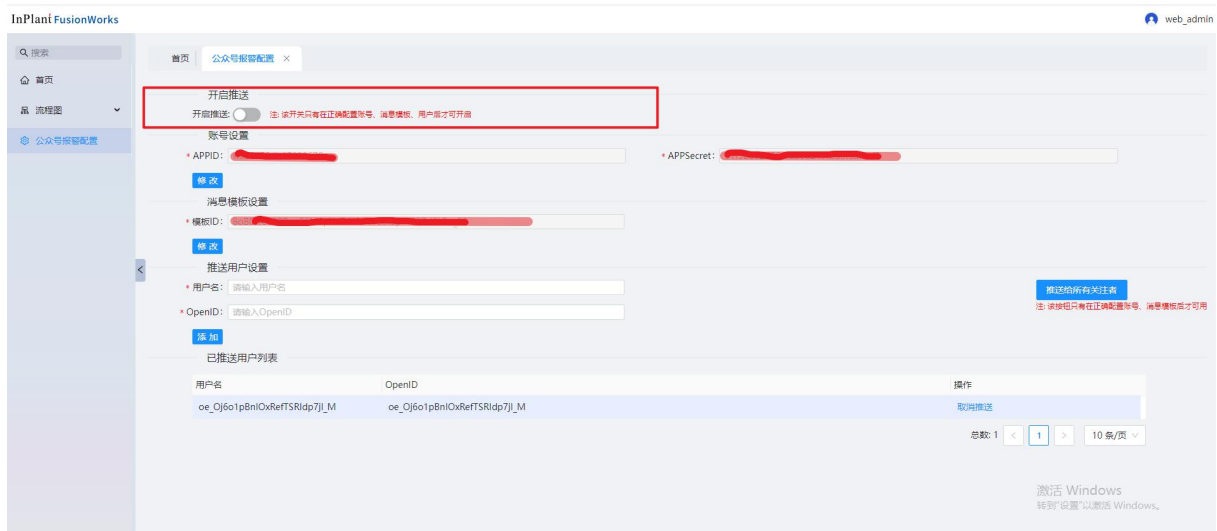 InPlant FusionWorks
web_admin
搜索
首页 公众号报警配置 ×
首页
流程图
公众号报警配置
开启推送
开启推送: 注: 该开关只有在正确配置账号、消息模板、用户后才可开启
账号设置
* APPID: * APPSecret:
修 改
消息模板设置
* 模板ID:
修 改
推送用户设置
* 用户名: 请输入用户名
推送给所有关注者
* OpenID: 请输入OpenID
注: 该按钮只有在正确配置账号、消息模板后才可用
添 加
已推送用户列表
用户名 OpenID 操作
oe_Oj6o1pBnIOxRefTSRIdp7jI_M oe_Oj6o1pBnIOxRefTSRIdp7jI_M 取消推送
总数: 1 < 1 > 10 条/页
激活 Windows
转到"设置"以激活 Windows。